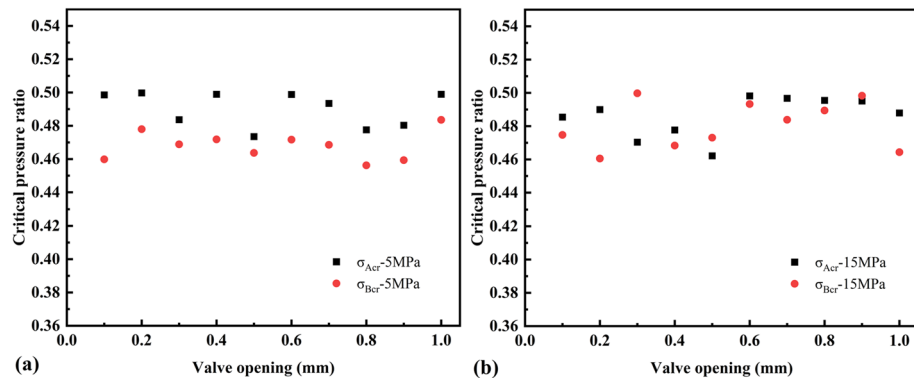 0.54
0.52
0.50
0.48
0.46
0.44
0.42
0.40
0.38
0.36
Critical pressure ratio
σAcr-5MPa
σBcr-5MPa
0.0 0.2 0.4 0.6 0.8 1.0
(a) Valve opening (mm)
0.54
0.52
0.50
0.48
0.46
0.44
0.42
0.40
0.38
0.36
Critical pressure ratio
σAcr-15MPa
σBcr-15MPa
0.0 0.2 0.4 0.6 0.8 1.0
(b) Valve opening (mm)